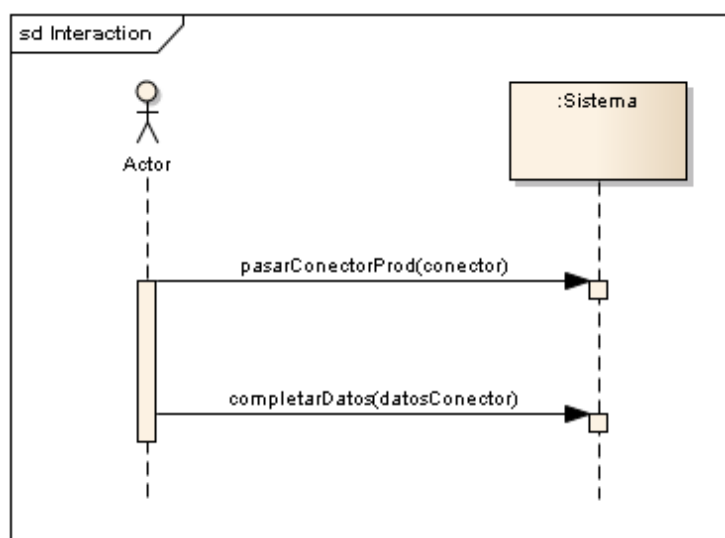 sd Interaction
:Sistema
Actor
pasarConectorProd(conector)
completarDatos(datosConector)